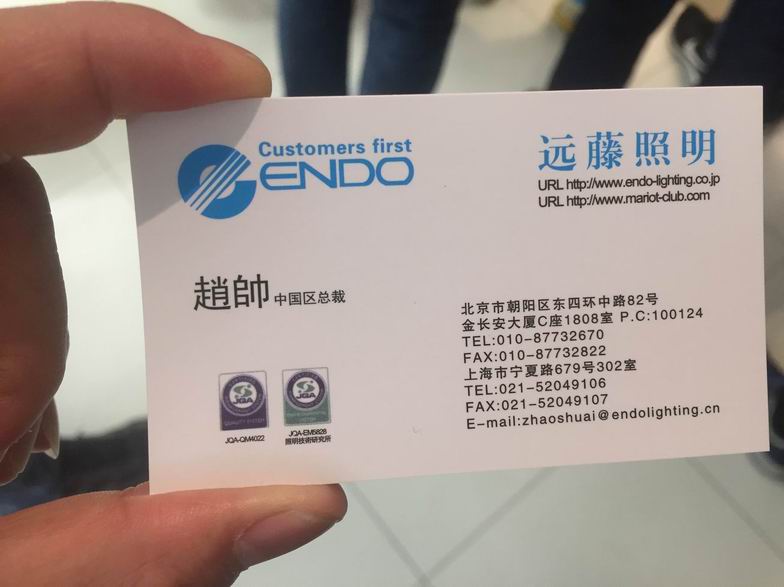 Customers first
ENDO
远藤照明
URL http://www.endo-lighting.co.jp
URL http://www.mariot-club.com
趙帥 中国区总裁
北京市朝阳区东四环中路82号
金长安大厦C座1808室 P.C:100124
TEL:010-87732670
FAX:010-87732822
上海市宁夏路679号302室
TEL:021-52049106
FAX:021-52049107
E-mail:zhaoshuai@endolighting.cn
JQA
QUALITY SYSTEM
JQA-QM4022
JQA
JQA-EM5828
照明技術研究所